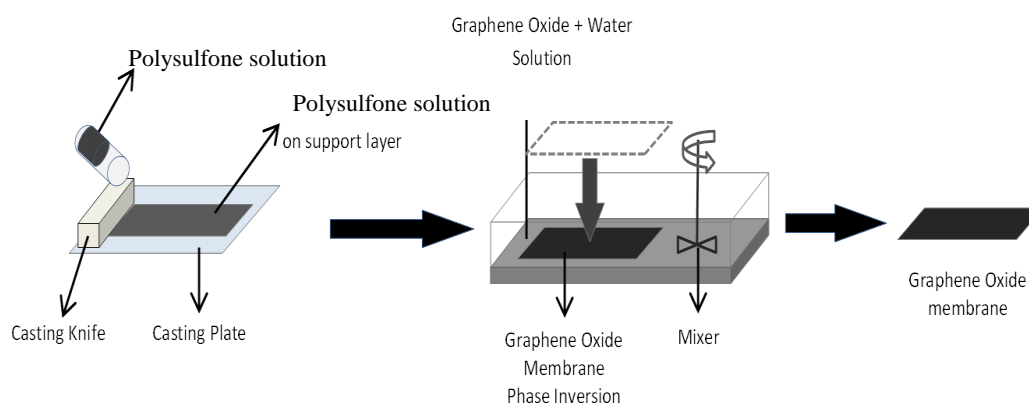 Polysulfone solution
Polysulfone solution
on support layer
Casting Knife
Casting Plate
Graphene Oxide + Water
Solution
Graphene Oxide
Membrane
Phase Inversion
Mixer
Graphene Oxide
membrane